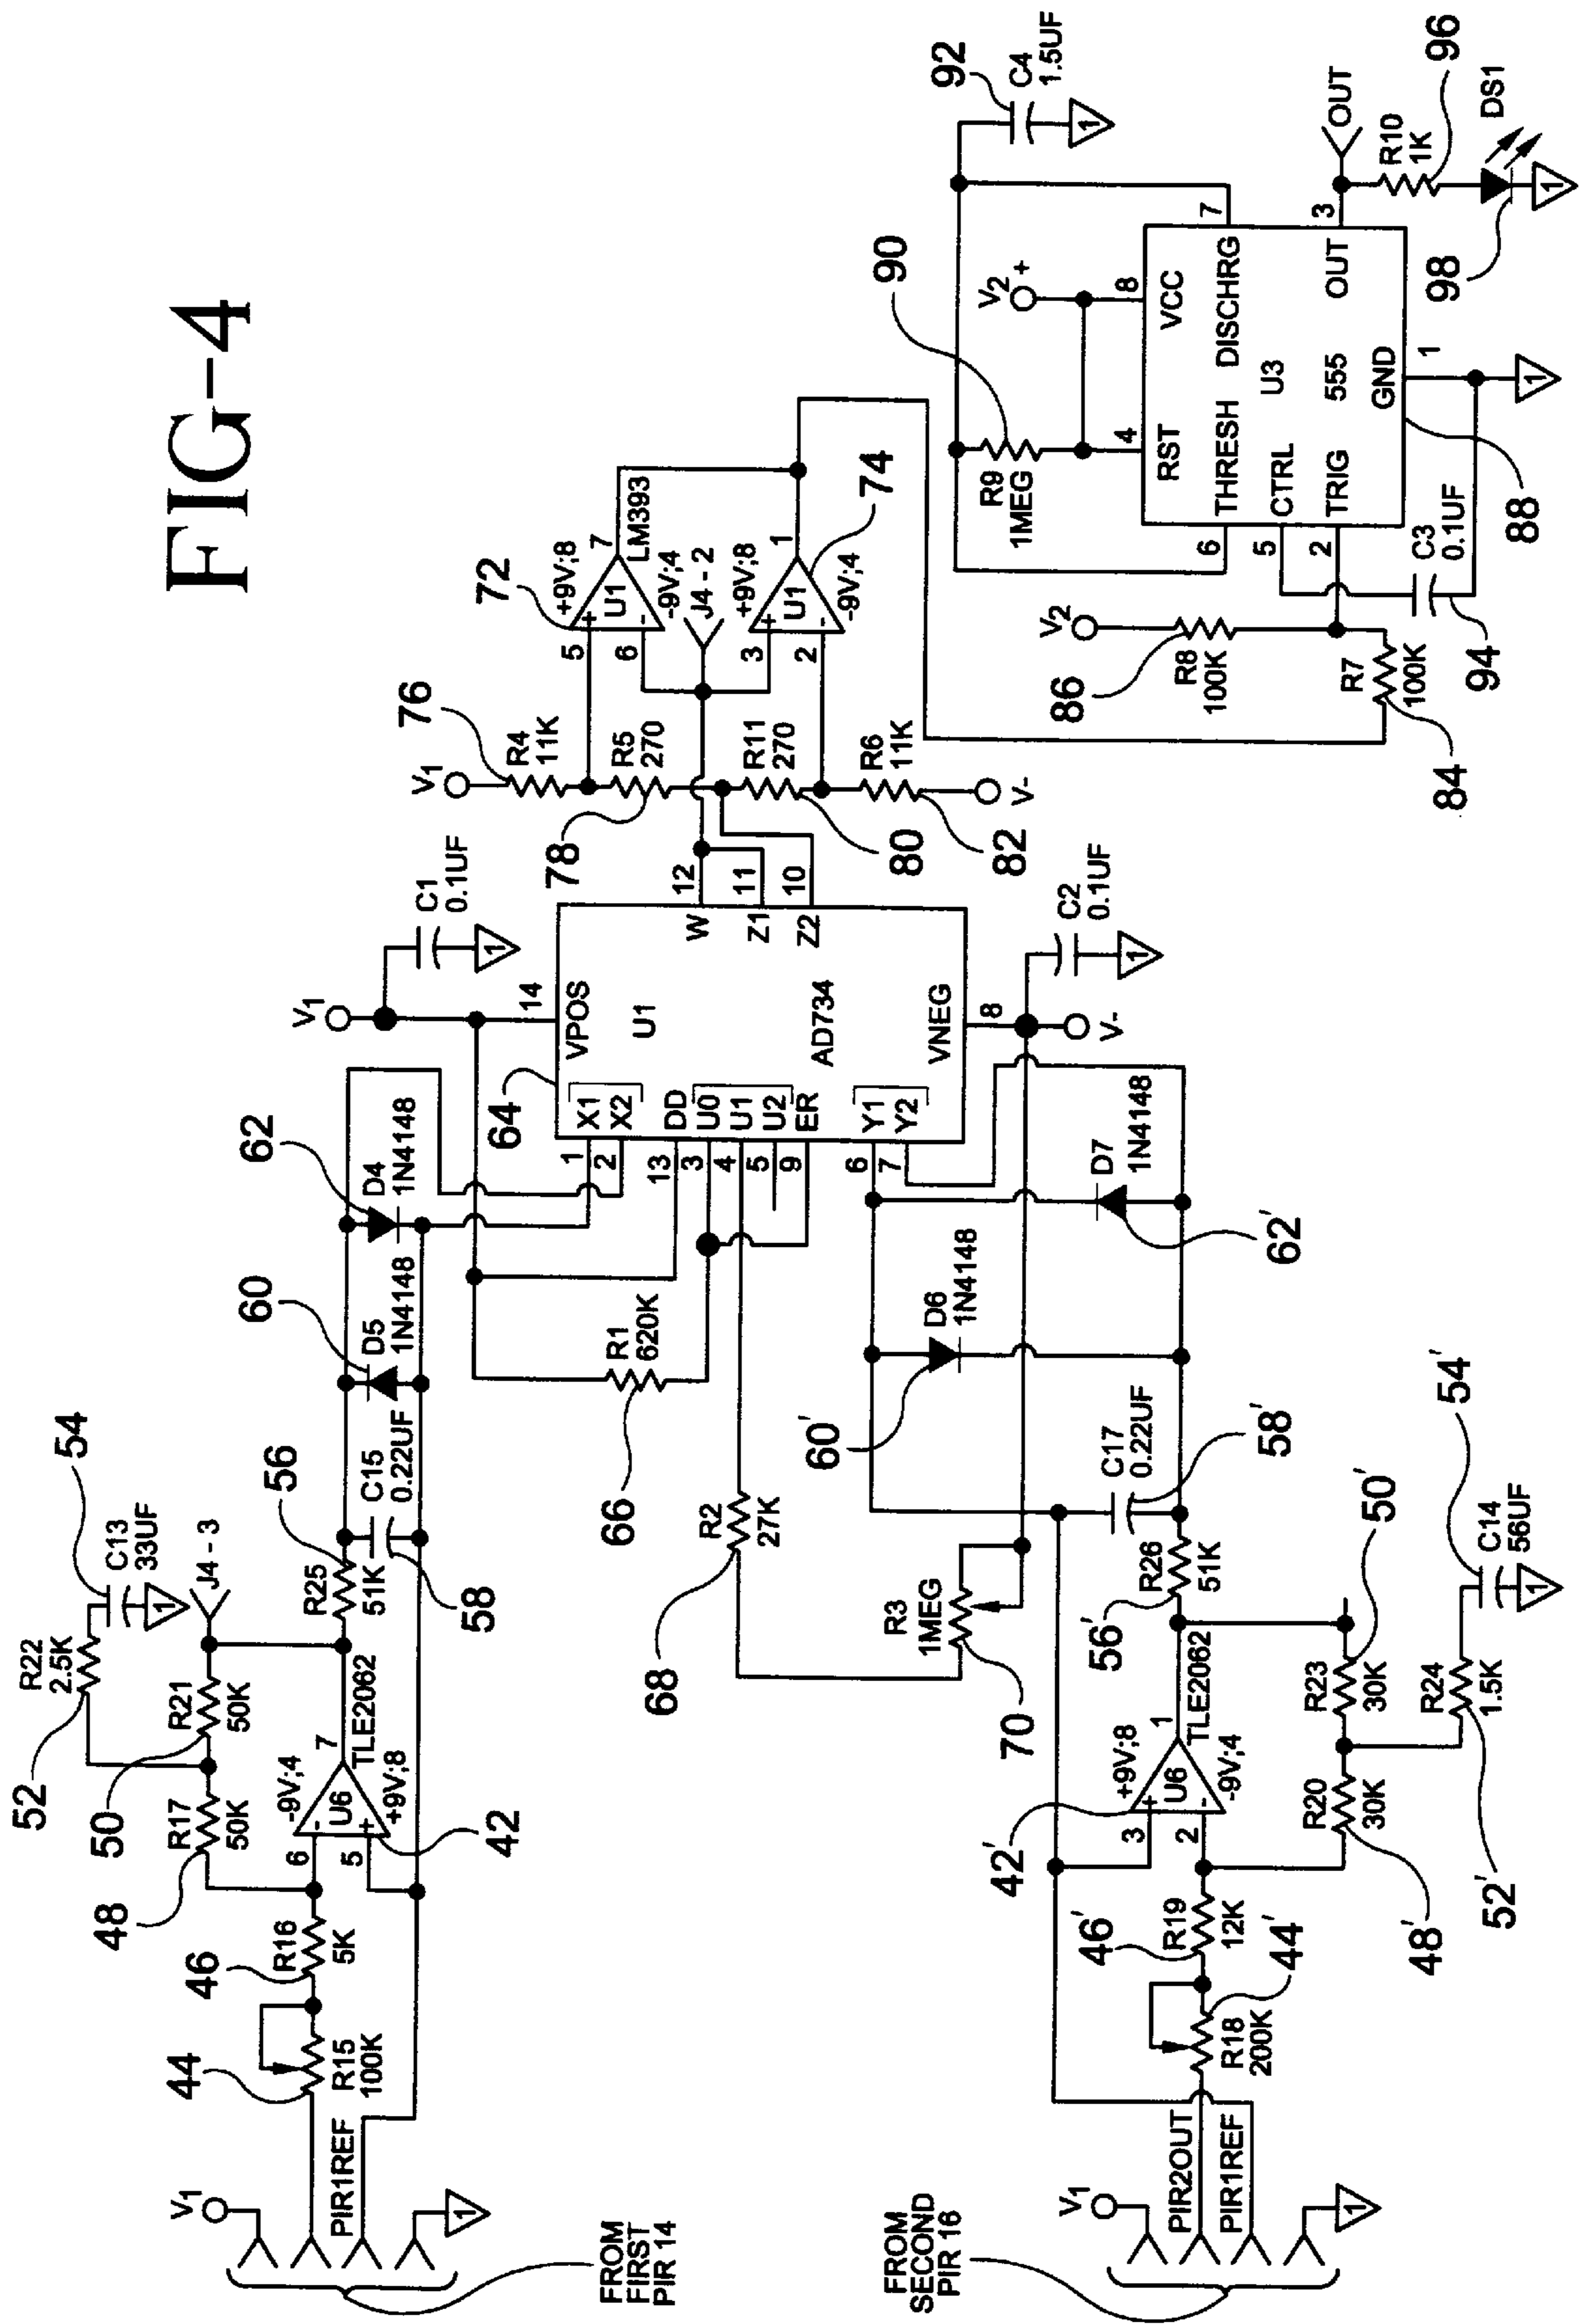 FIG-4
FROM
FIRST
PIR 14
V1
PIR1REF
1
44
R15
100K
46
R16
5K
48
R17
50K
50
R21
50K
52
R22
2.5K
54
C13
33UF
1
J4 - 3
6
5
-9V;4
-
U6
+
+9V;8
7
TLE2062
42
R25
51K
56
C15
0.22UF
58
60
D5
1N4148
62
D4
1N4148
V1
C1
0.1UF
1
14
64
VPOS
U1
AD734
VNEG
X1
X2
DD
U0
U1
U2
ER
Y1
Y2
W
Z1
Z2
1
2
13
3
4
5
9
6
7
12
11
10
8
R1
620K
66
R2
27K
68
R3
1MEG
70
V-
C2
0.1UF
1
V1
76
R4
11K
R5
270
78
R11
270
80
R6
11K
82
V-
72
+9V;8
5
6
+
-
U1
7
LM393
-9V;4
J4 - 2
+9V;8
3
2
+
-
U1
1
-9V;4
74
FROM
SECOND
PIR 16
V1
PIR2OUT
PIR1REF
1
R18
200K
44'
R19
12K
46'
42'
3
2
+9V;8
+
U6
-
-9V;4
1
TLE2062
R20
30K
48'
R23
30K
50'
R24
1.5K
52'
C14
56UF
54'
1
R26
51K
56'
C17
0.22UF
58'
D6
1N4148
60'
D7
1N4148
62'
V2
86
R8
100K
R7
100K
84
C3
0.1UF
94
90
R9
1MEG
V2
+
4
8
6
5
2
7
3
1
RST
VCC
THRESH
DISCHRG
CTRL
U3
TRIG
555
OUT
GND
88
1
92
C4
1.5UF
1
OUT
R10
1K
96
DS1
98
1